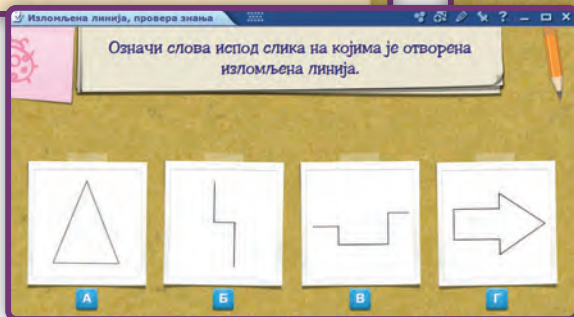 Изломљена линија, провера знања
Означи слова испод слика на којима је отворена
изломљена линија.
А
Б
В
Г